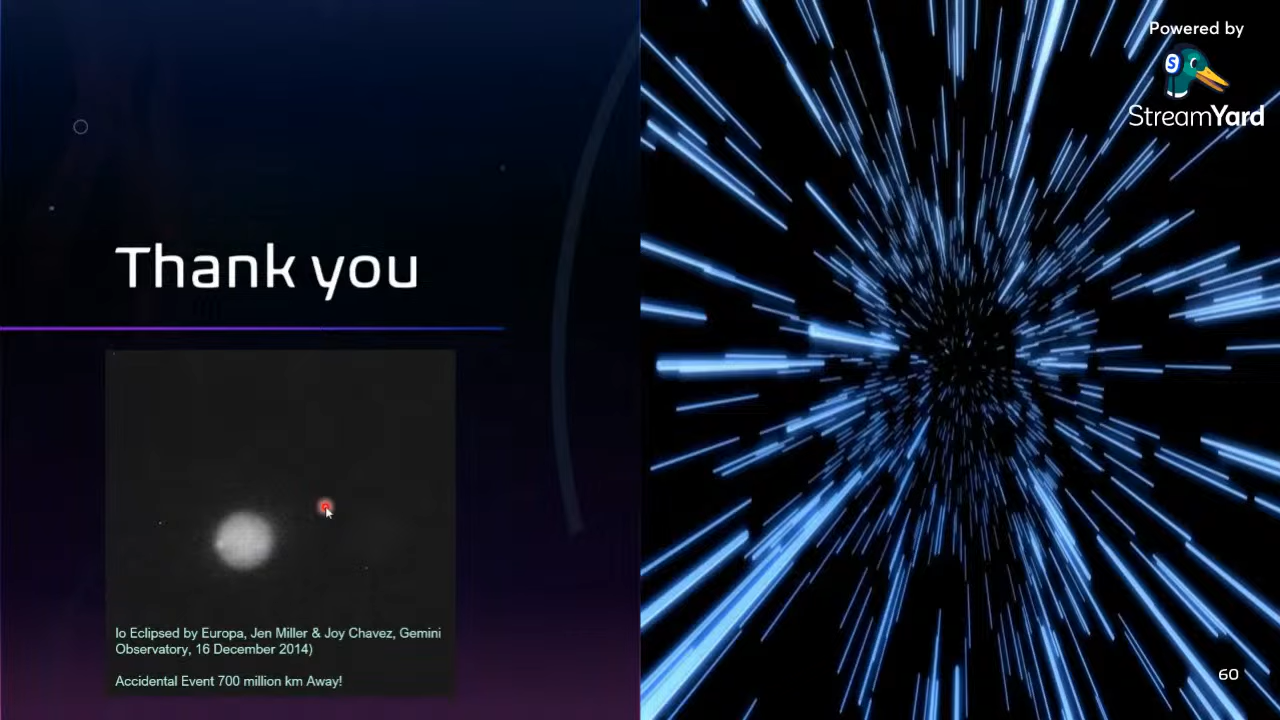 Powered by
S
StreamYard
Thank you
Io Eclipsed by Europa, Jen Miller & Joy Chavez, Gemini
Observatory, 16 December 2014)
Accidental Event 700 million km Away!
60